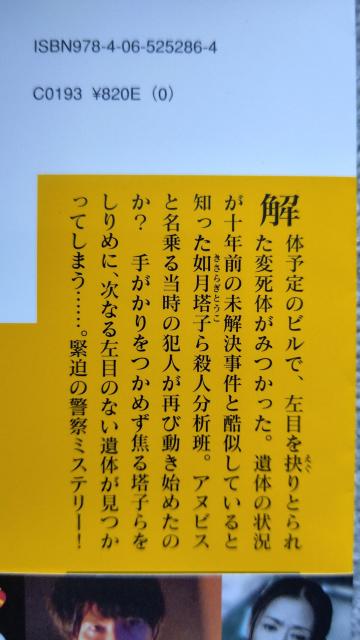 ISBN978-4-06-525286-4
C0193 ¥820E (0)
解体予定のビルで、左目を抉りとられ
た変死体がみつかった。遺体の状況
が十年前の未解決事件と酷似していると
知った如月塔子ら殺人分析班。アヌビス
と名乗る当時の犯人が再び動き始めたの
か？　手がかりをつかめず焦る塔子らを
しりめに、次なる左目のない遺体が見つか
ってしまう……。緊迫の警察ミステリー！